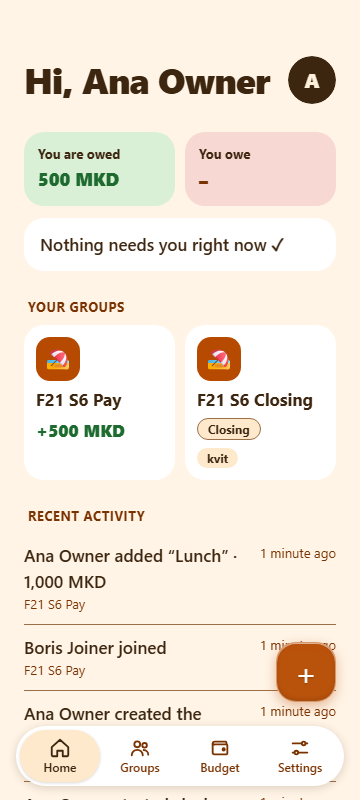 Hi, Ana Owner
A
You are owed
500 MKD
You owe
–
Nothing needs you right now ✓
YOUR GROUPS
F21 S6 Pay
+500 MKD
F21 S6 Closing
Closing
kvit
RECENT ACTIVITY
Ana Owner added “Lunch” ·
1,000 MKD
1 minute ago
F21 S6 Pay
Boris Joiner joined
1 minute ago
F21 S6 Pay
+
Ana Owner created the
1 minute ago
Home
Groups
Budget
Settings